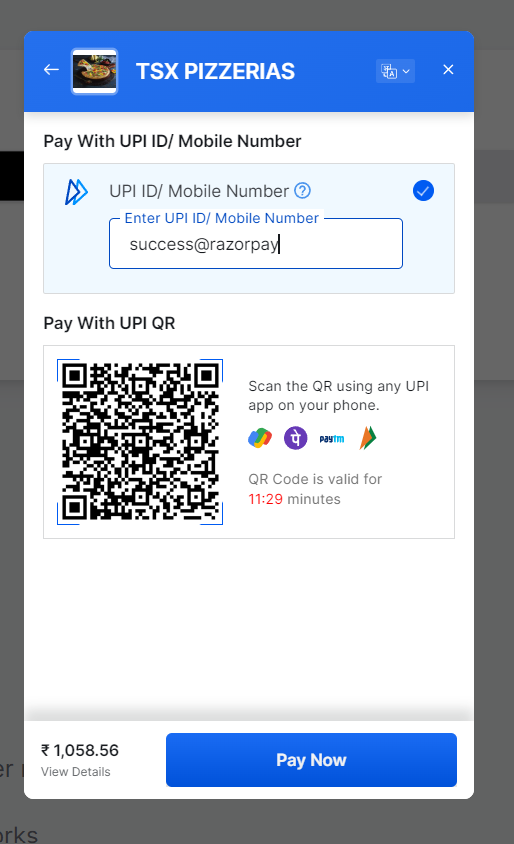 TSX PIZZERIAS
Pay With UPI ID/ Mobile Number
UPI ID/ Mobile Number
Enter UPI ID/ Mobile Number
success@razorpay
Pay With UPI QR
Scan the QR using any UPI
app on your phone.
paytm
QR Code is valid for
11:29 minutes
₹ 1,058.56
View Details
Pay Now
er
orks